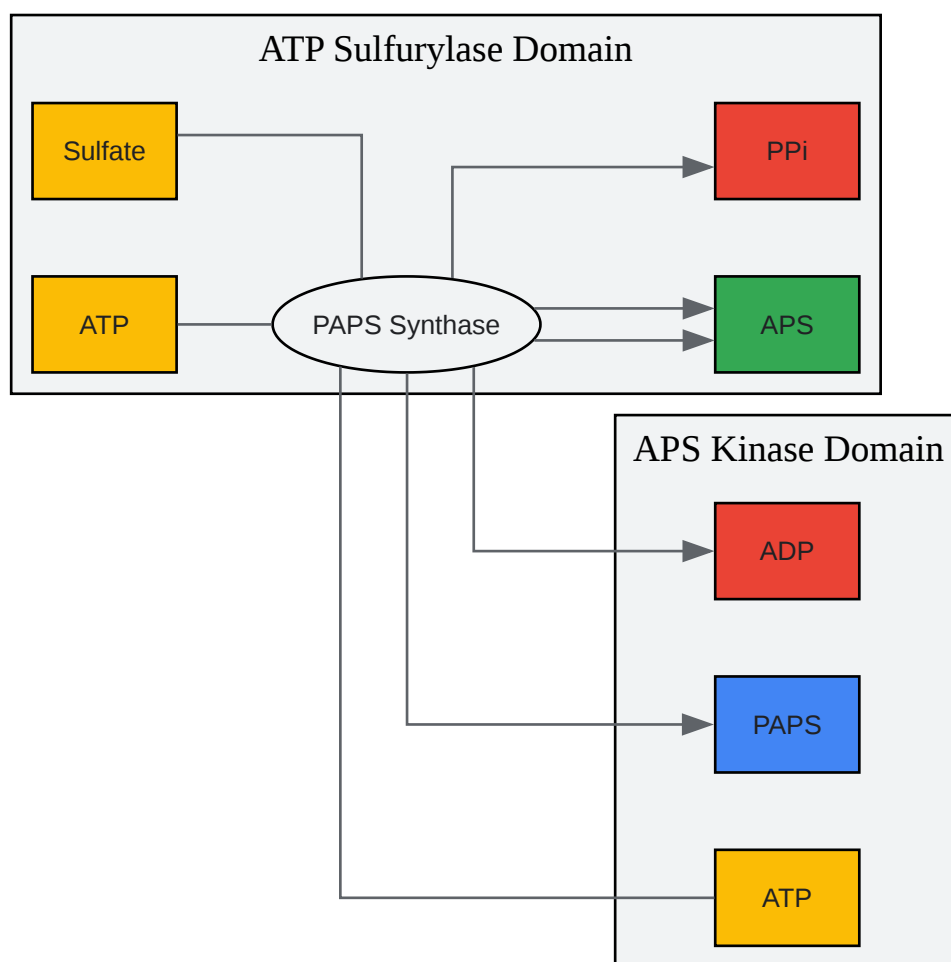 ATP Sulfurylase Domain
Sulfate
PPi
ATP
PAPS Synthase
APS
APS Kinase Domain
ADP
PAPS
ATP